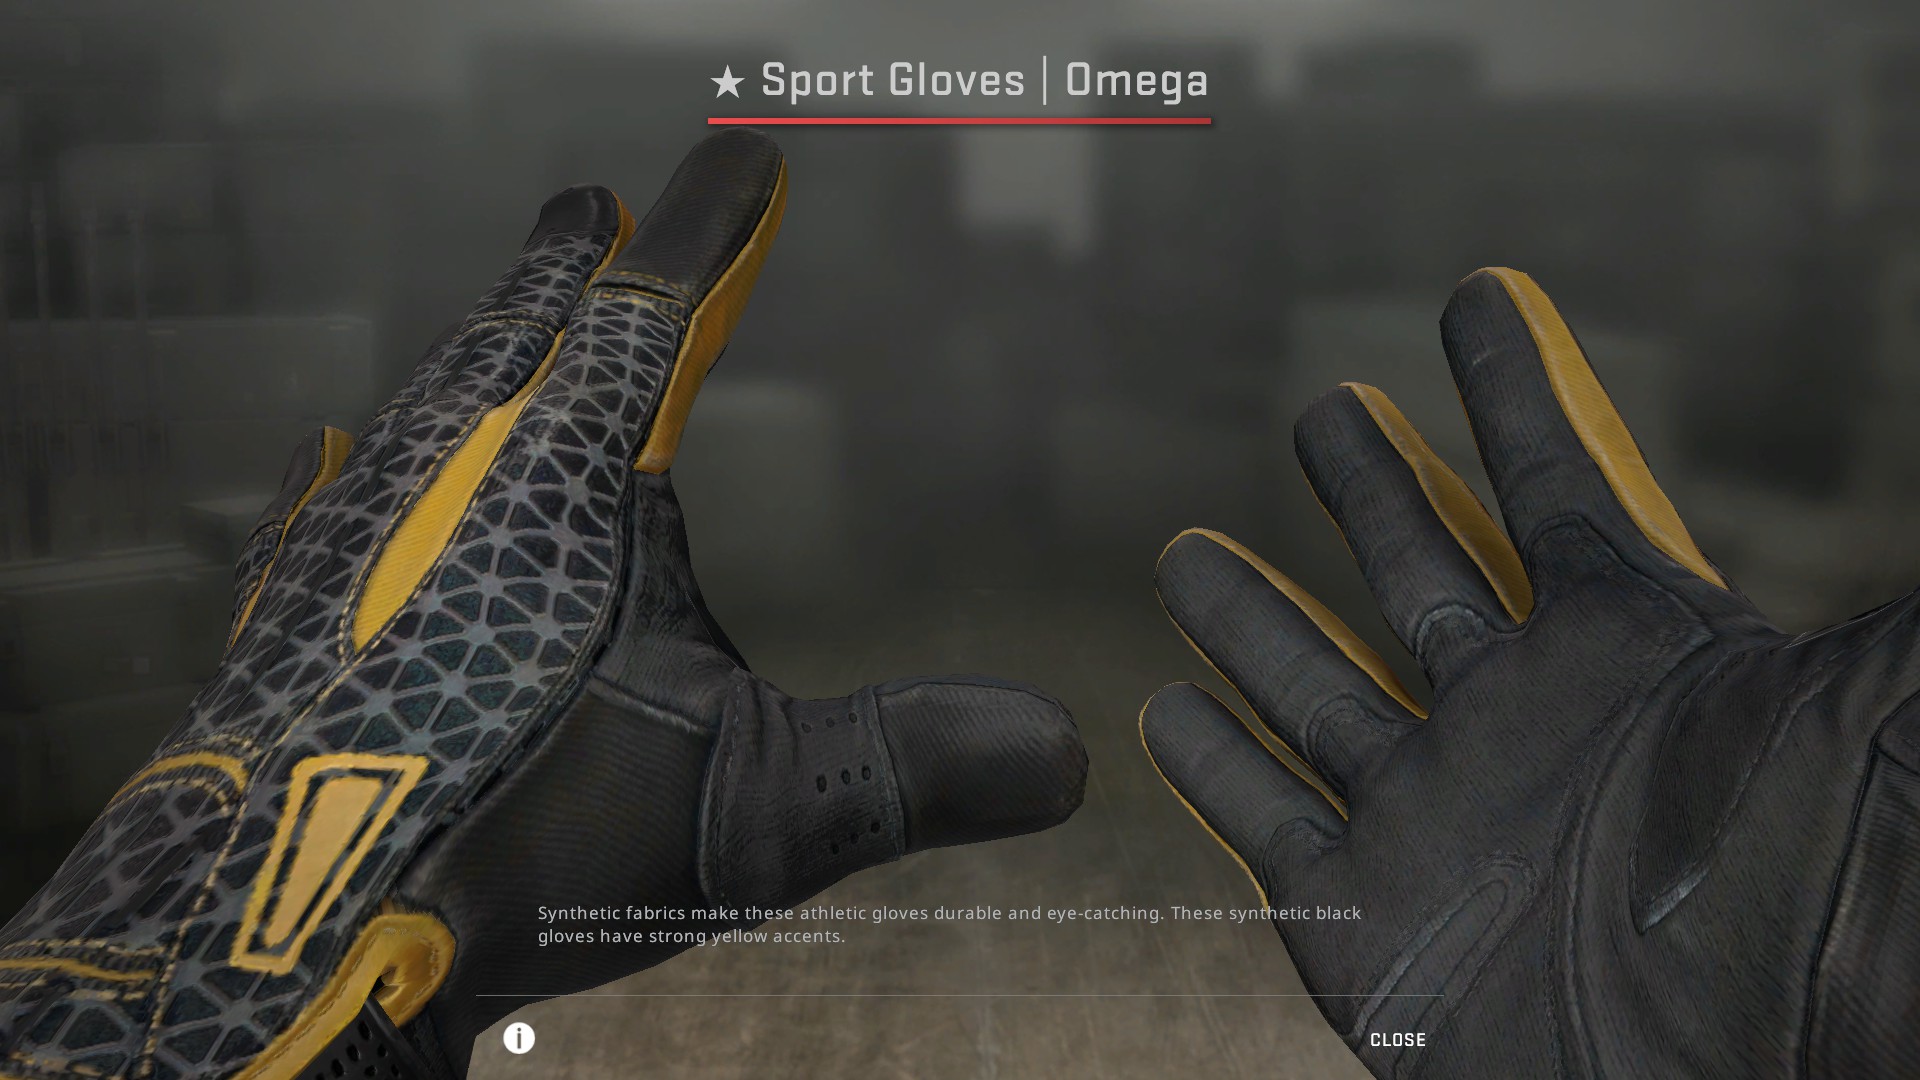 ★ Sport Gloves | Omega
Synthetic fabrics make these athletic gloves durable and eye-catching. These synthetic black
gloves have strong yellow accents.
i
CLOSE